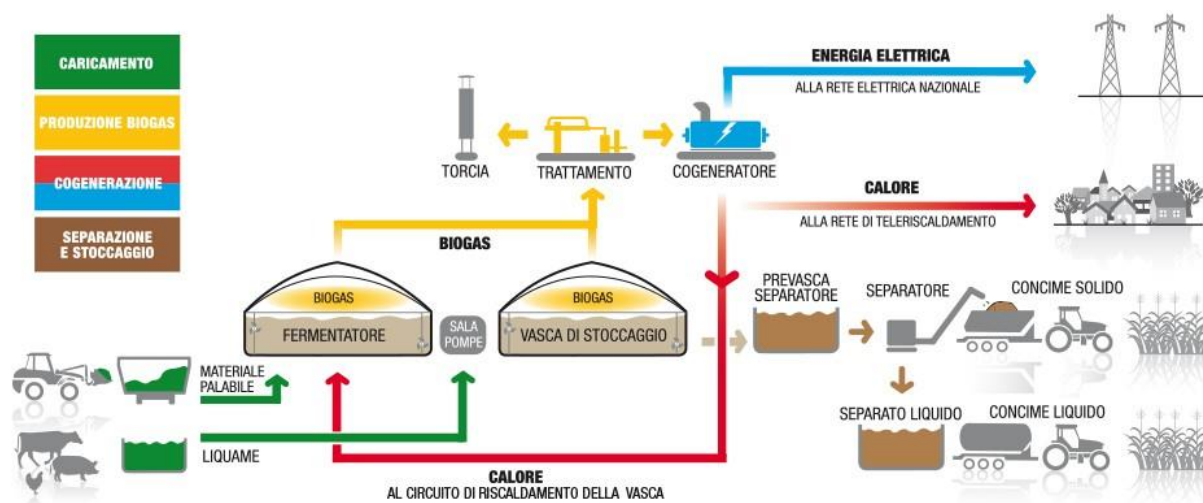 CARICAMENTO
PRODUZIONE BIOGAS
COGENERAZIONE
SEPARAZIONE
E STOCCAGGIO
ENERGIA ELETTRICA
ALLA RETE ELETTRICA NAZIONALE
TORCIA
TRATTAMENTO
COGENERATORE
CALORE
ALLA RETE DI TELERISCALDAMENTO
BIOGAS
BIOGAS
BIOGAS
FERMENTATORE
SALA
POMPE
VASCA DI STOCCAGGIO
PREVASCA
SEPARATORE
SEPARATORE
CONCIME SOLIDO
MATERIALE
PALABILE
LIQUAME
SEPARATO LIQUIDO
CONCIME LIQUIDO
CALORE
AL CIRCUITO DI RISCALDAMENTO DELLA VASCA